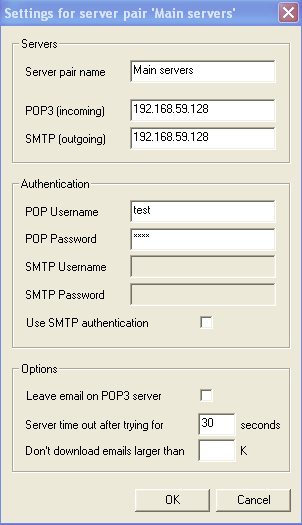 Settings for server pair 'Main servers'
Servers
Server pair name Main servers
POP3 (incoming) 192.168.59.128
SMTP (outgoing) 192.168.59.128
Authentication
POP Username test
POP Password ****
SMTP Username
SMTP Password
Use SMTP authentication
Options
Leave email on POP3 server
Server time out after trying for 30 seconds
Don't download emails larger than K
OK Cancel